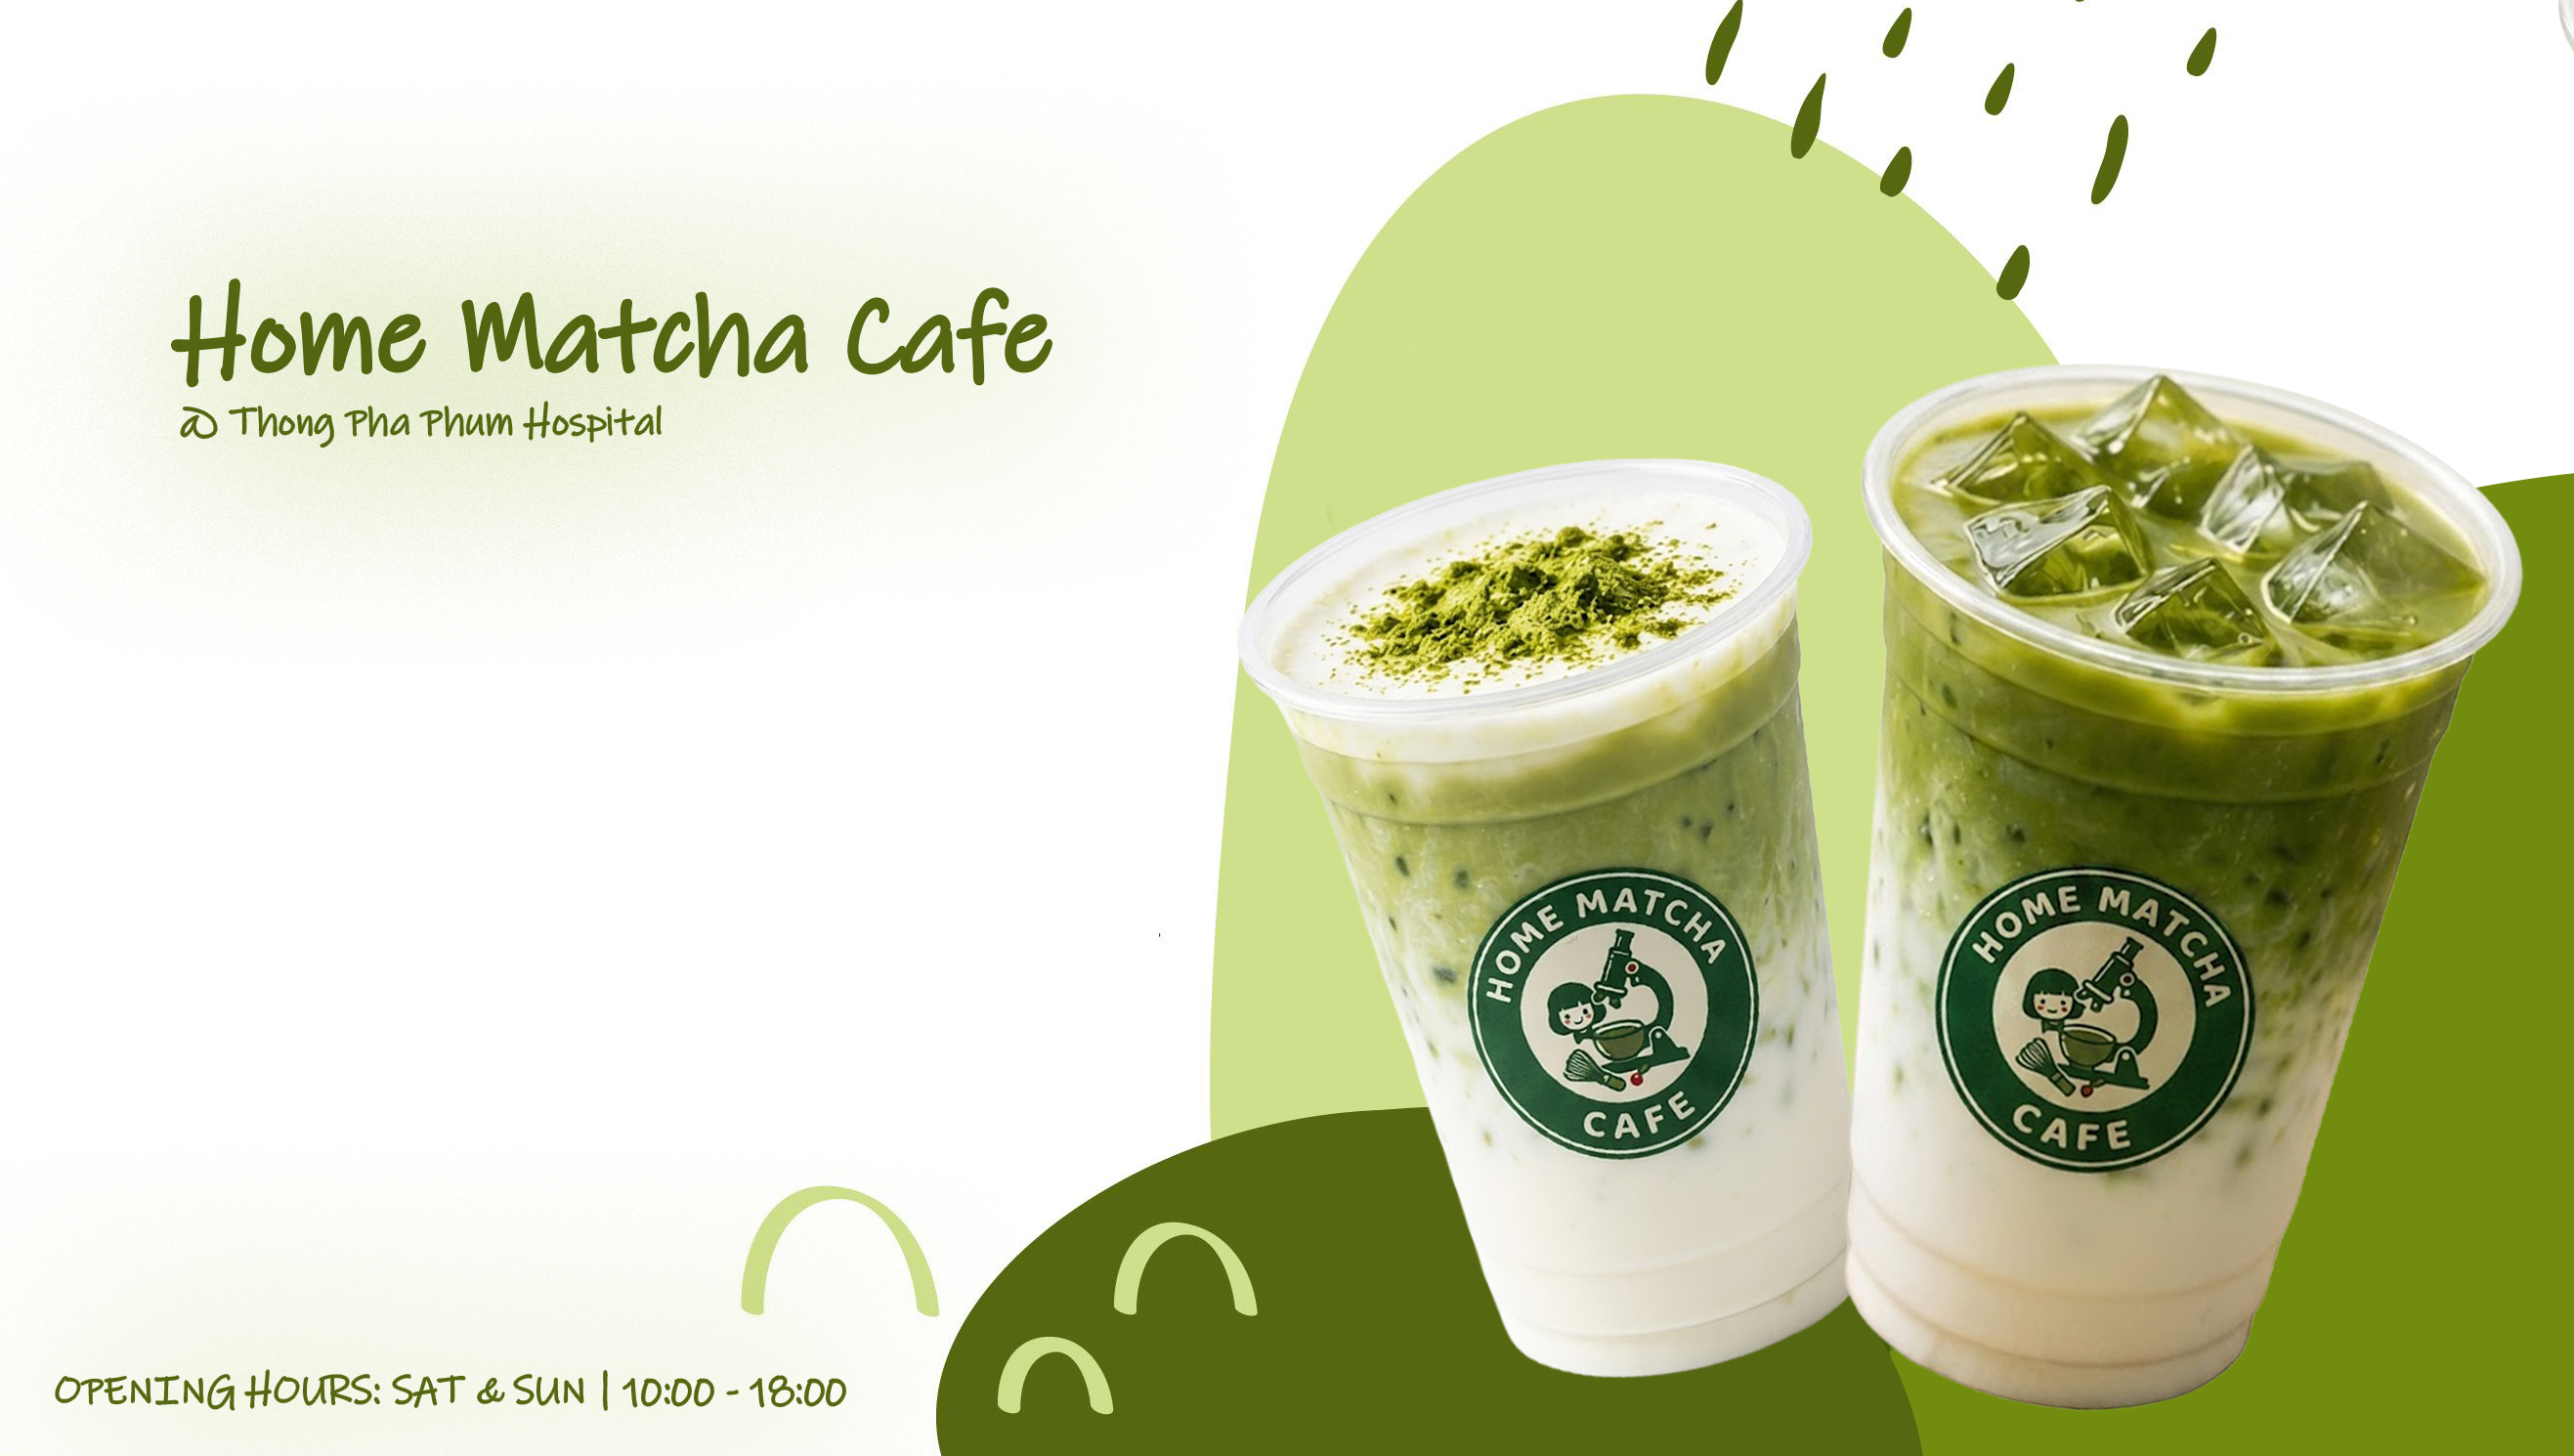 Home Matcha Cafe
@ Thong Pha Phum Hospital
HOME MATCHA
CAFE
HOME MATCHA
CAFE
OPENING HOURS: SAT & SUN | 10:00 - 18:00